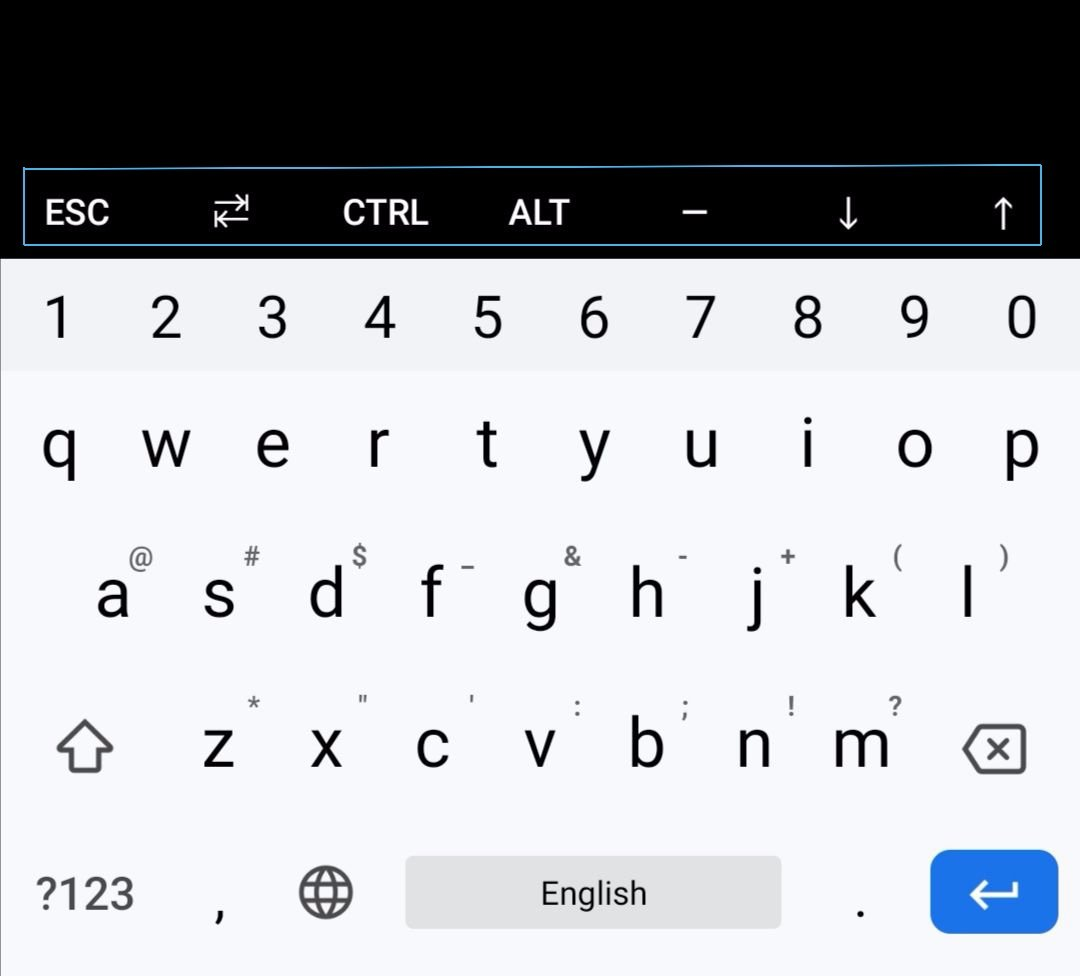 ESC ⇄ CTRL ALT – ↓ ↑
1 2 3 4 5 6 7 8 9 0
q w e r t y u i o p
@ # $ _ & - + ( )
a s d f g h j k l
* " ' : ; ! ?
z x c v b n m
?123 , English .